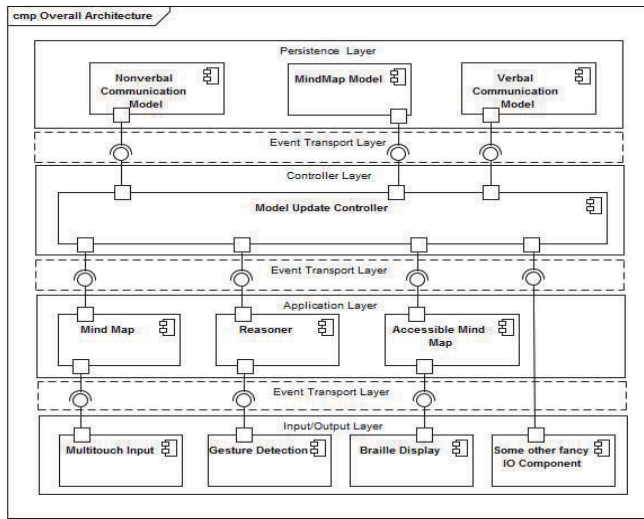 cmp Overall Architecture
Persistence Layer
Nonverbal
Communication
Model
MindMap Model
Verbal
Communication
Model
Event Transport Layer
Controller Layer
Model Update Controller
Event Transport Layer
Application Layer
Mind Map
Reasoner
Accessible Mind
Map
Event Transport Layer
Input/Output Layer
Multitouch Input
Gesture Detection
Braille Display
Some other fancy
IO Component